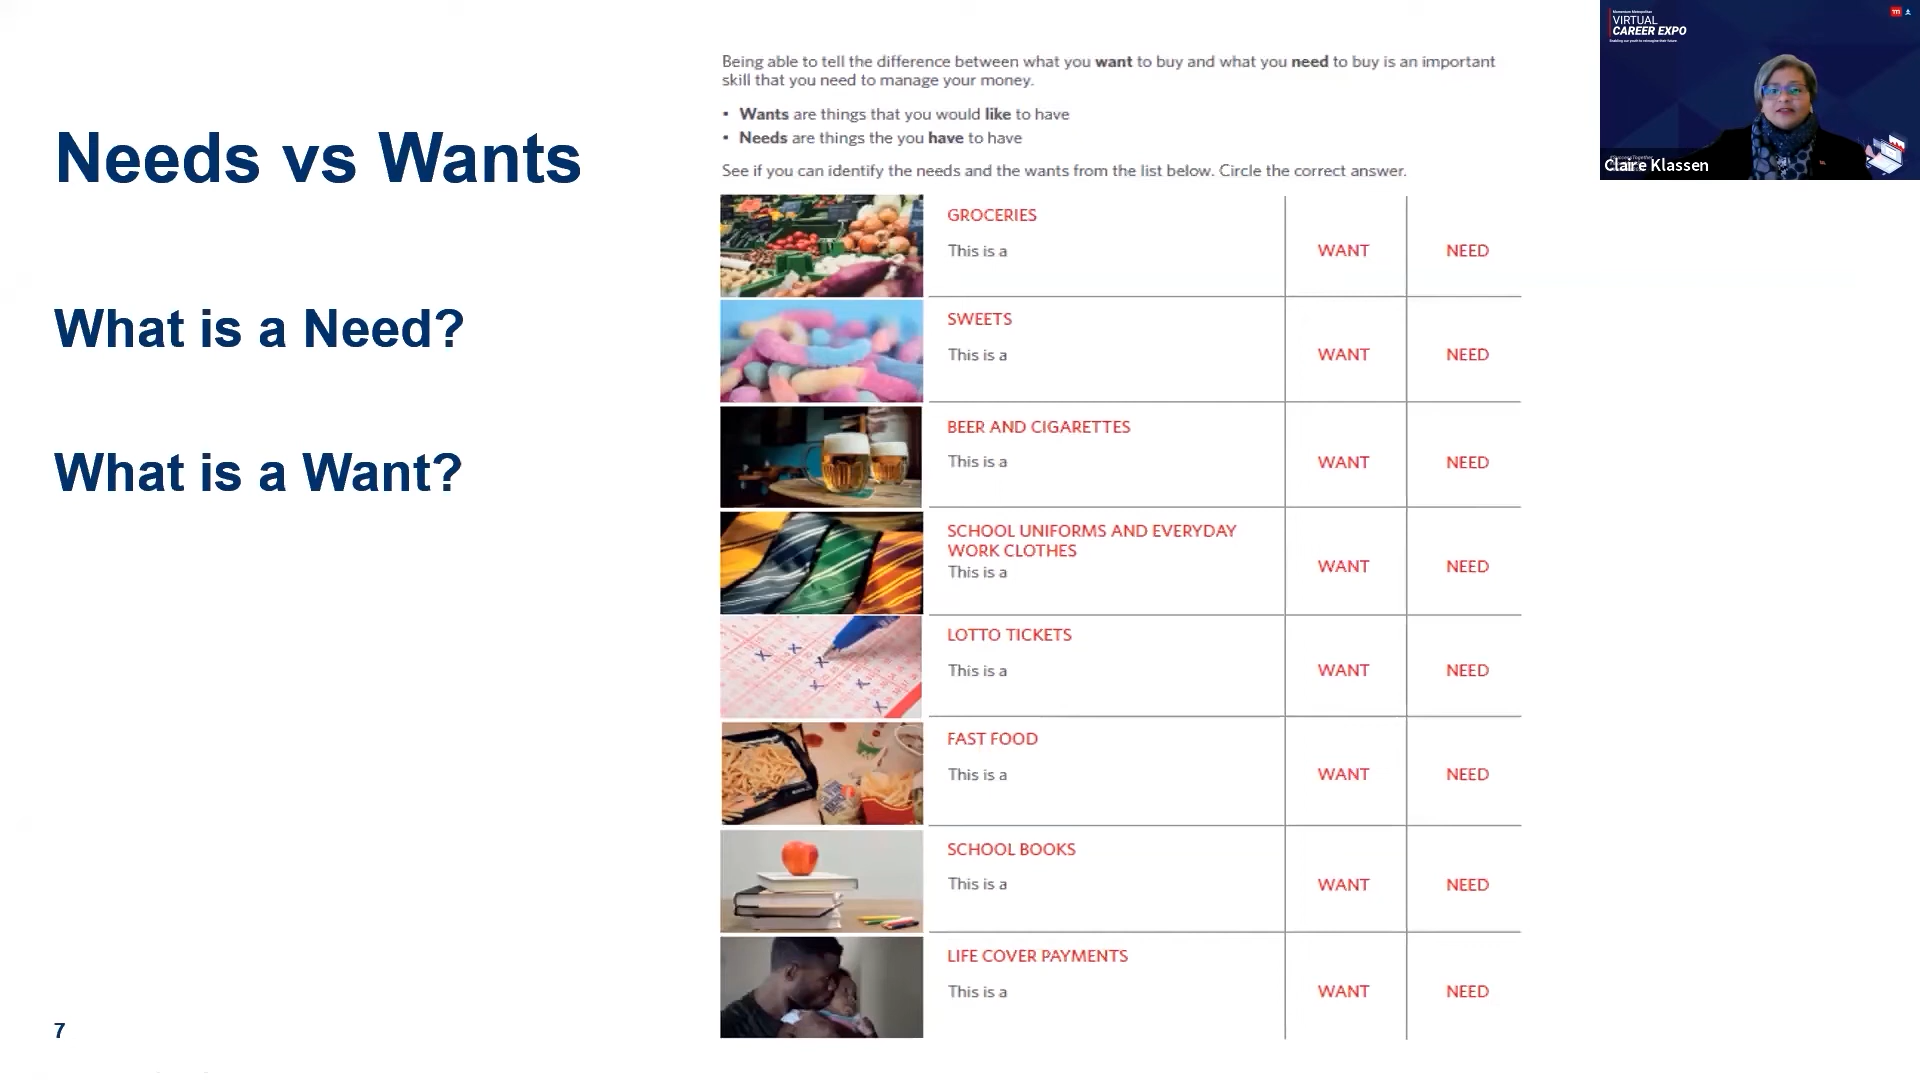 Needs vs Wants
What is a Need?
What is a Want?
7
Being able to tell the difference between what you want to buy and what you need to buy is an important
skill that you need to manage your money.
• Wants are things that you would like to have
• Needs are things the you have to have
See if you can identify the needs and the wants from the list below. Circle the correct answer.
GROCERIES
This is a WANT NEED
SWEETS
This is a WANT NEED
BEER AND CIGARETTES
This is a WANT NEED
SCHOOL UNIFORMS AND EVERYDAY
WORK CLOTHES
This is a WANT NEED
LOTTO TICKETS
This is a WANT NEED
FAST FOOD
This is a WANT NEED
SCHOOL BOOKS
This is a WANT NEED
LIFE COVER PAYMENTS
This is a WANT NEED
Momentum Metropolitan
VIRTUAL
CAREER EXPO
Claire Klassen